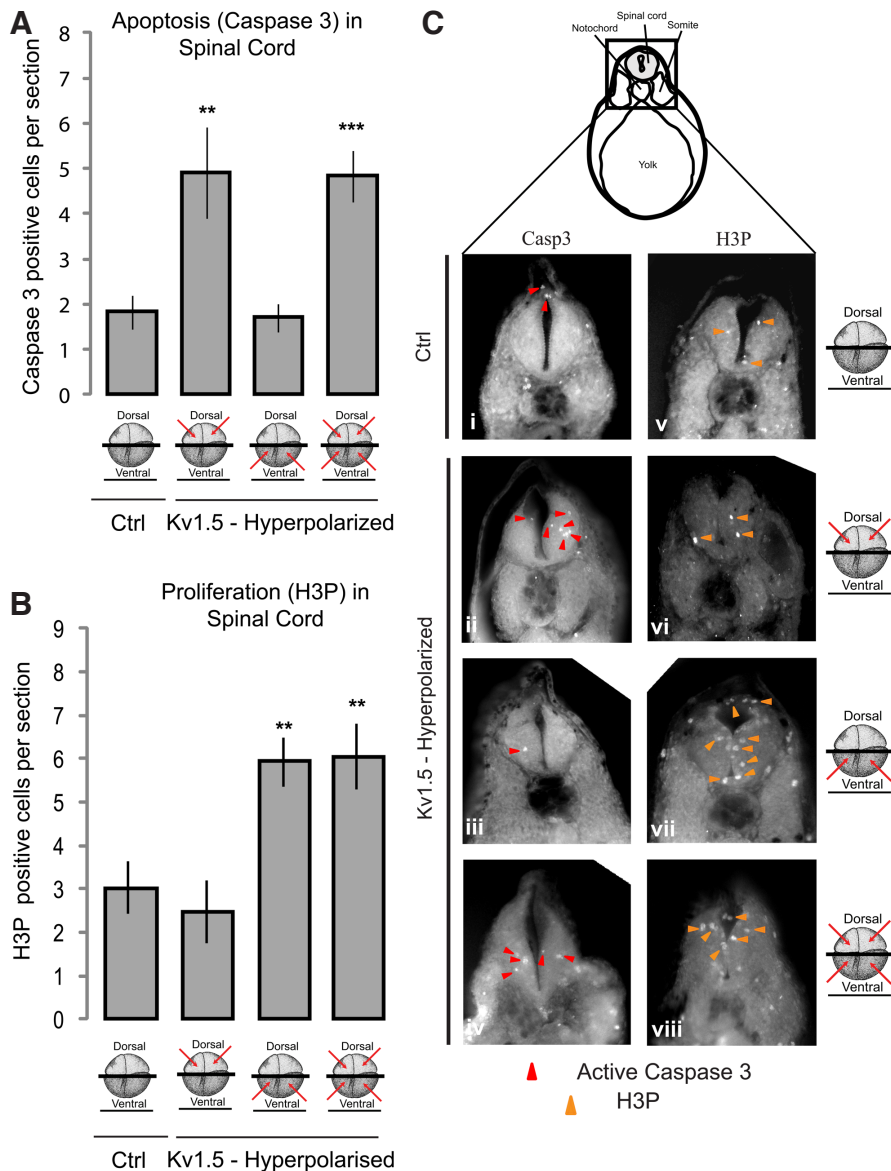 A
Apoptosis (Caspase 3) in
Spinal Cord
Caspase 3 positive cells per section
8
7
6
5
4
3
2
1
0
**
***
Dorsal
Dorsal
Dorsal
Dorsal
Ventral
Ventral
Ventral
Ventral
Ctrl
Kv1.5 - Hyperpolarized
B
Proliferation (H3P) in
Spinal Cord
H3P positive cells per section
9
8
7
6
5
4
3
2
1
0
**
**
Dorsal
Dorsal
Dorsal
Dorsal
Ventral
Ventral
Ventral
Ventral
Ctrl
Kv1.5 - Hyperpolarised
C
Spinal cord
Notochord
Somite
Yolk
Casp3
H3P
Ctrl
i
v
Dorsal
Ventral
Kv1.5 - Hyperpolarized
ii
vi
Dorsal
Ventral
iii
vii
Dorsal
Ventral
iv
viii
Dorsal
Ventral
Active Caspase 3
H3P